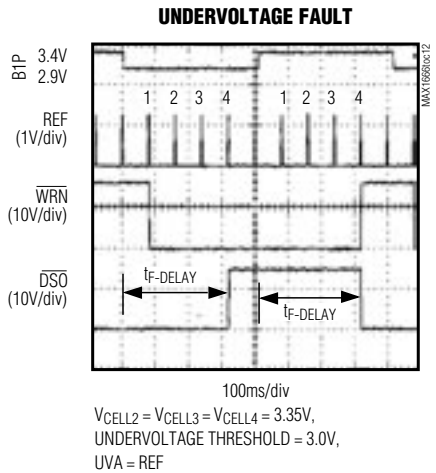 UNDERVOLTAGE FAULT
B1P
3.4V
2.9V
MAX1666toc12
1 2 3 4 1 2 3 4
REF
(1V/div)
WRN
(10V/div)
DSO
(10V/div)
tF-DELAY
tF-DELAY
100ms/div
VCELL2 = VCELL3 = VCELL4 = 3.35V,
UNDERVOLTAGE THRESHOLD = 3.0V,
UVA = REF